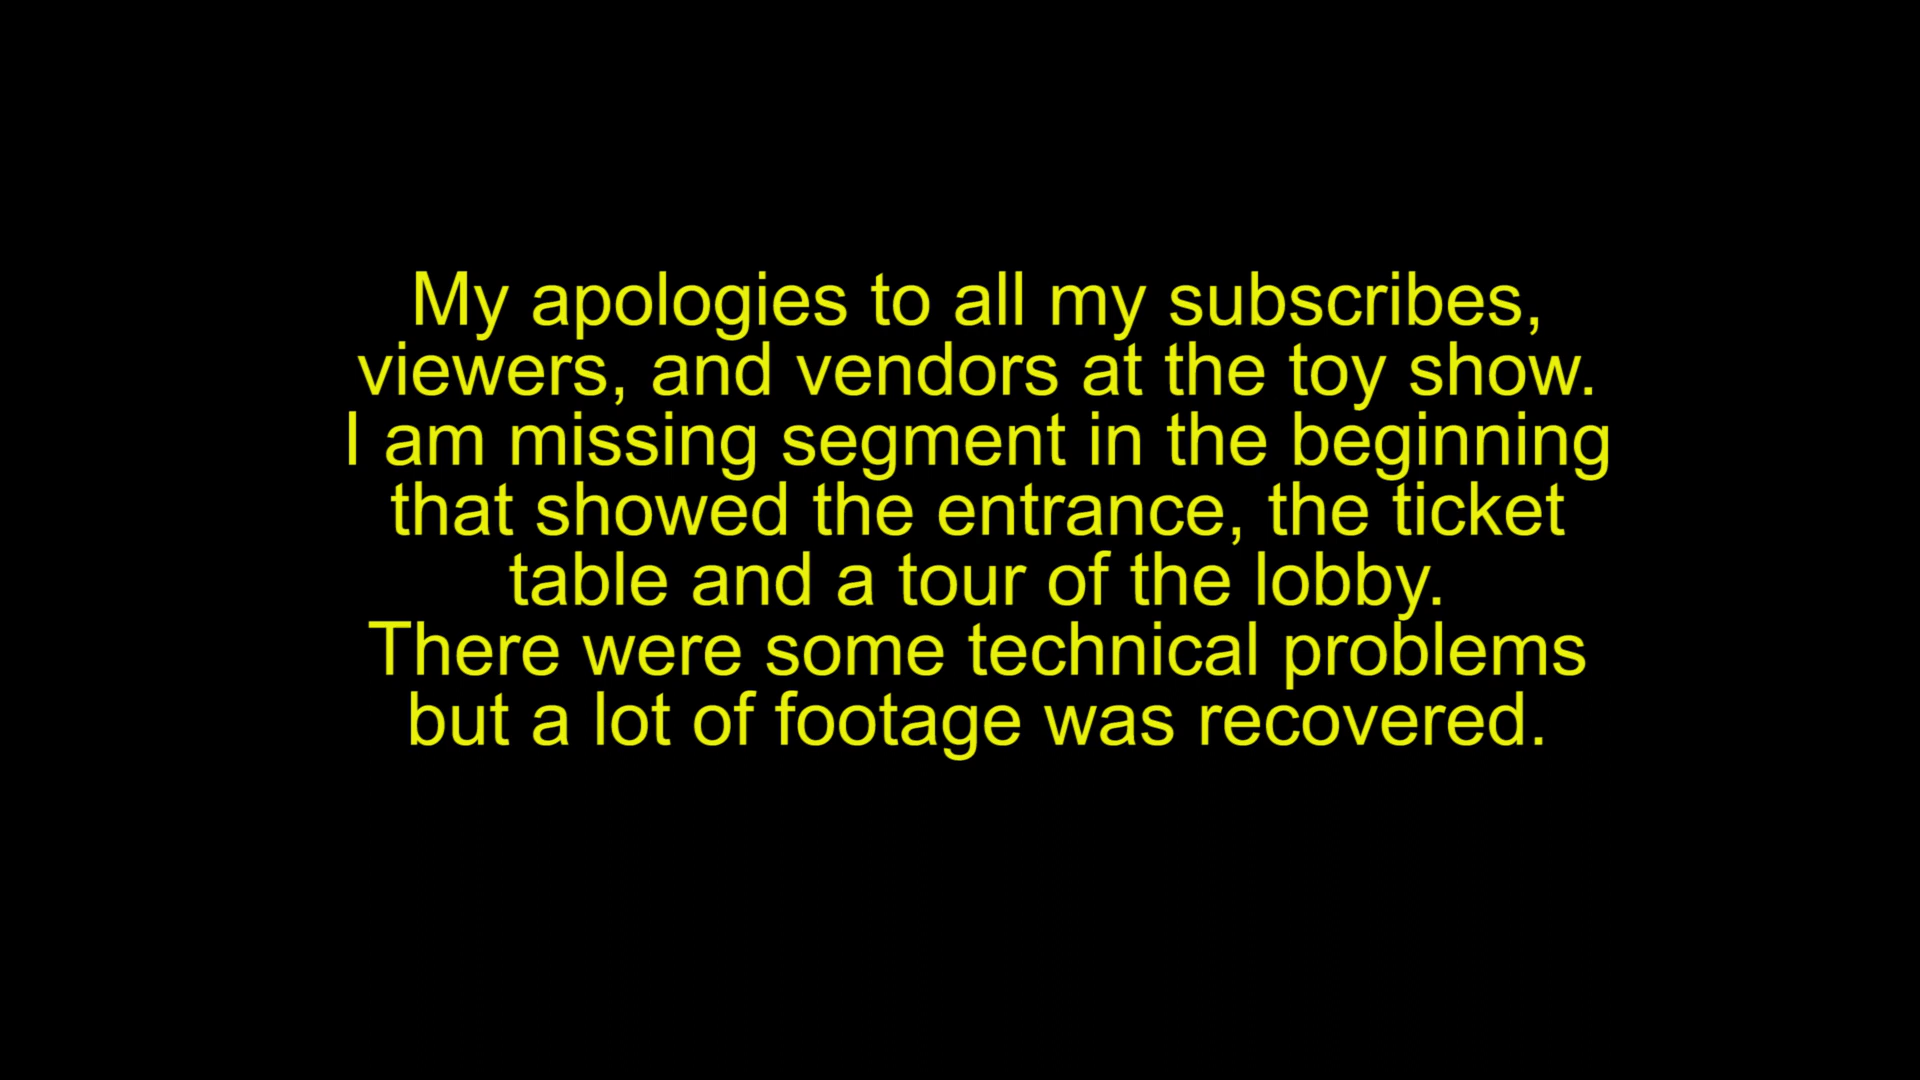 My apologies to all my subscribes,
viewers, and vendors at the toy show.
I am missing segment in the beginning
that showed the entrance, the ticket
table and a tour of the lobby.
There were some technical problems
but a lot of footage was recovered.